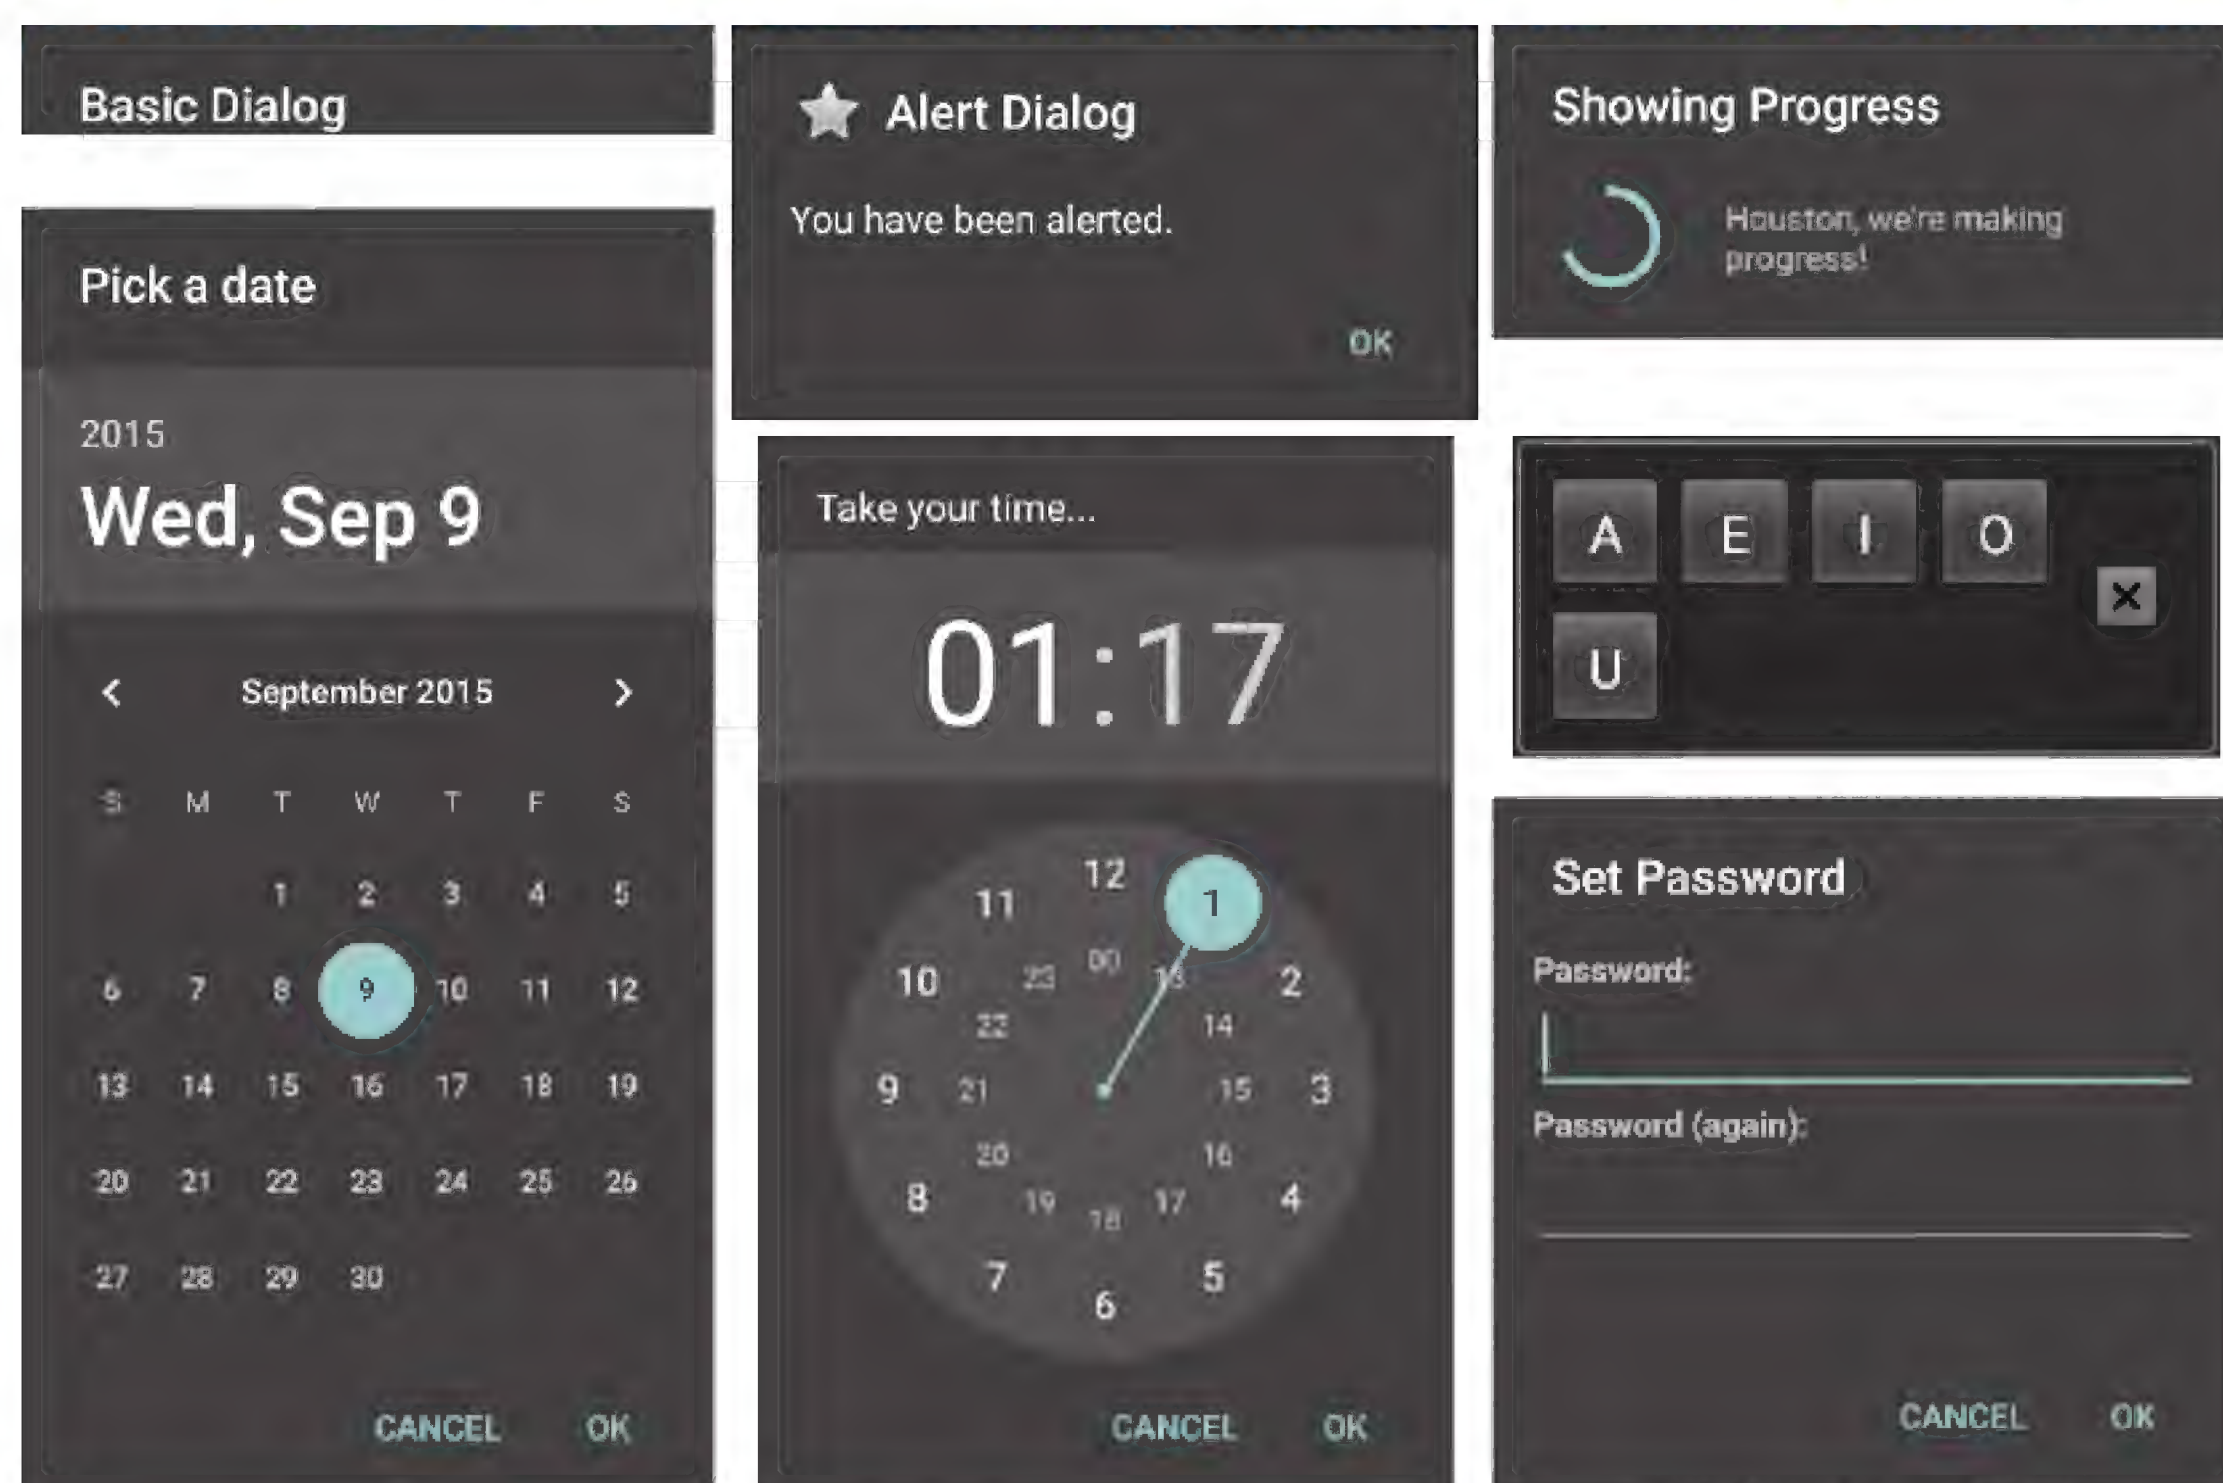 Basic Dialog
Pick a date
2015
Wed, Sep 9
September 2015
S M T W T F S
1 2 3 4 5
6 7 8 9 10 11 12
13 14 15 16 17 18 19
20 21 22 23 24 25 26
27 28 29 30
CANCEL OK
Alert Dialog
You have been alerted.
OK
Take your time...
01:17
12
11 1
00
23 13
10 2
22 14
9 21 15 3
20 16
8 4
19 17
18
7 5
6
CANCEL OK
Showing Progress
Houston, we're making
progress!
A E I O
U
Set Password
Password:
Password (again):
CANCEL OK